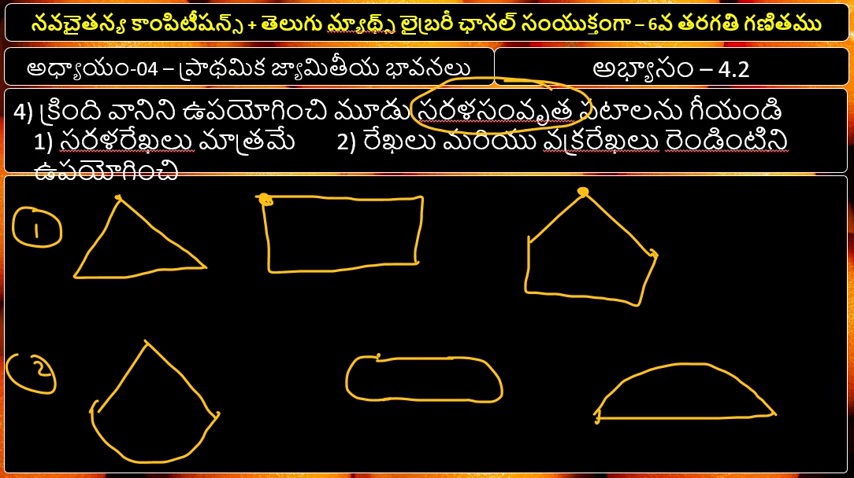 నవచైతన్య కాంపిటీషన్స్ + తెలుగు మ్యాథ్స్ లైబ్రరీ ఛానల్ సంయుక్తంగా – 6వ తరగతి గణితము
అధ్యాయం-04 – ప్రాథమిక జ్యామితీయ భావనలు
అభ్యాసం – 4.2
4) క్రింది వానిని ఉపయోగించి మూడు సరళసంవృత పటాలను గీయండి
1) సరళరేఖలు మాత్రమే 2) రేఖలు మరియు వక్రరేఖలు రెండింటిని
ఉపయోగించి
1
2